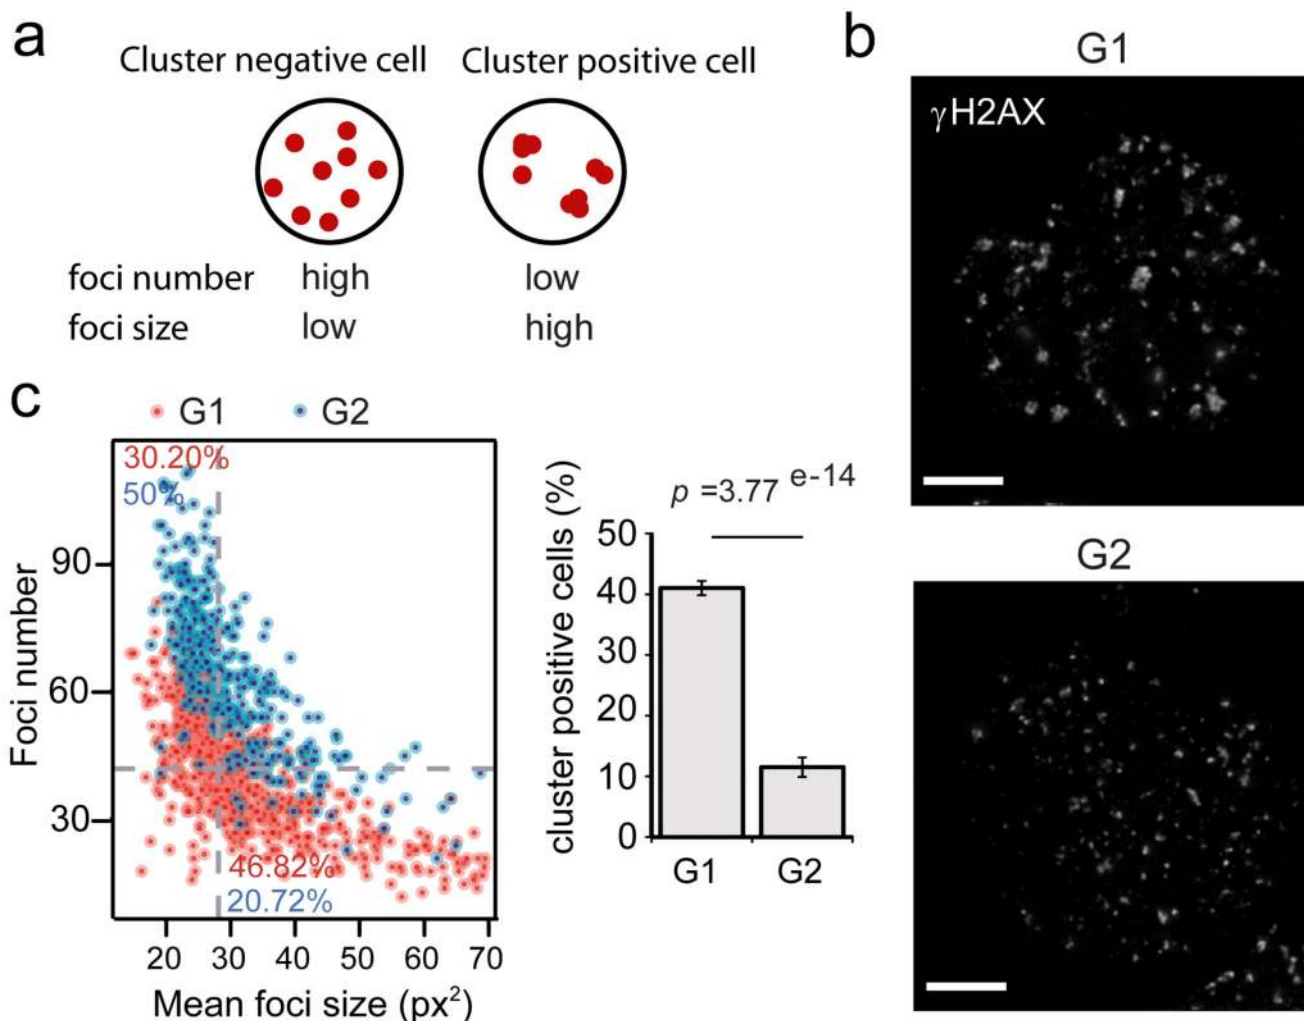 a
Cluster negative cell Cluster positive cell
foci number high low
foci size low high
b
G1
γH2AX
G2
c
G1 G2
30.20%
50%
46.82%
20.72%
Foci number
90
60
30
20 30 40 50 60 70
Mean foci size (px²)
p =3.77 e-14
cluster positive cells (%)
50
40
30
20
10
0
G1 G2